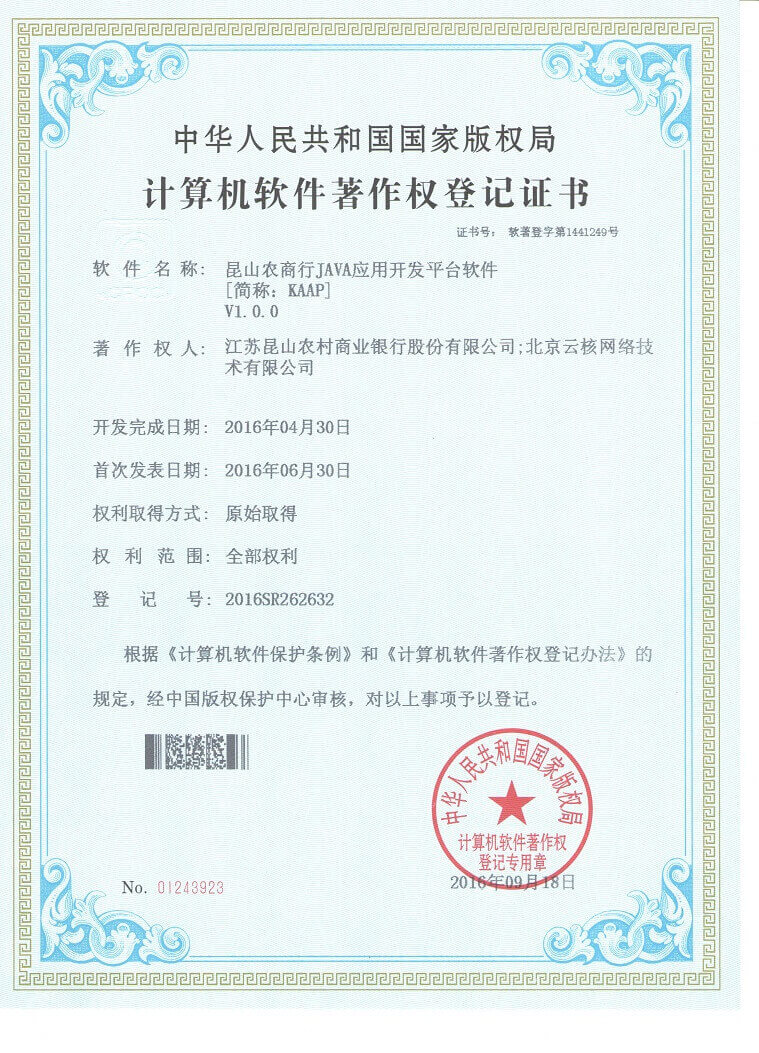 中华人民共和国国家版权局
计算机软件著作权登记证书
证书号： 软著登字第1441249号
软件名称： 昆山农商行JAVA应用开发平台软件
[简称：KAAP]
V1.0.0
著作权人： 江苏昆山农村商业银行股份有限公司;北京云核网络技
术有限公司
开发完成日期： 2016年04月30日
首次发表日期： 2016年06月30日
权利取得方式： 原始取得
权利范围： 全部权利
登记号： 2016SR262632
根据《计算机软件保护条例》和《计算机软件著作权登记办法》的
规定，经中国版权保护中心审核，对以上事项予以登记。
中华人民共和国国家版权局
计算机软件著作权
登记专用章
2016年09月18日
No. 01243923